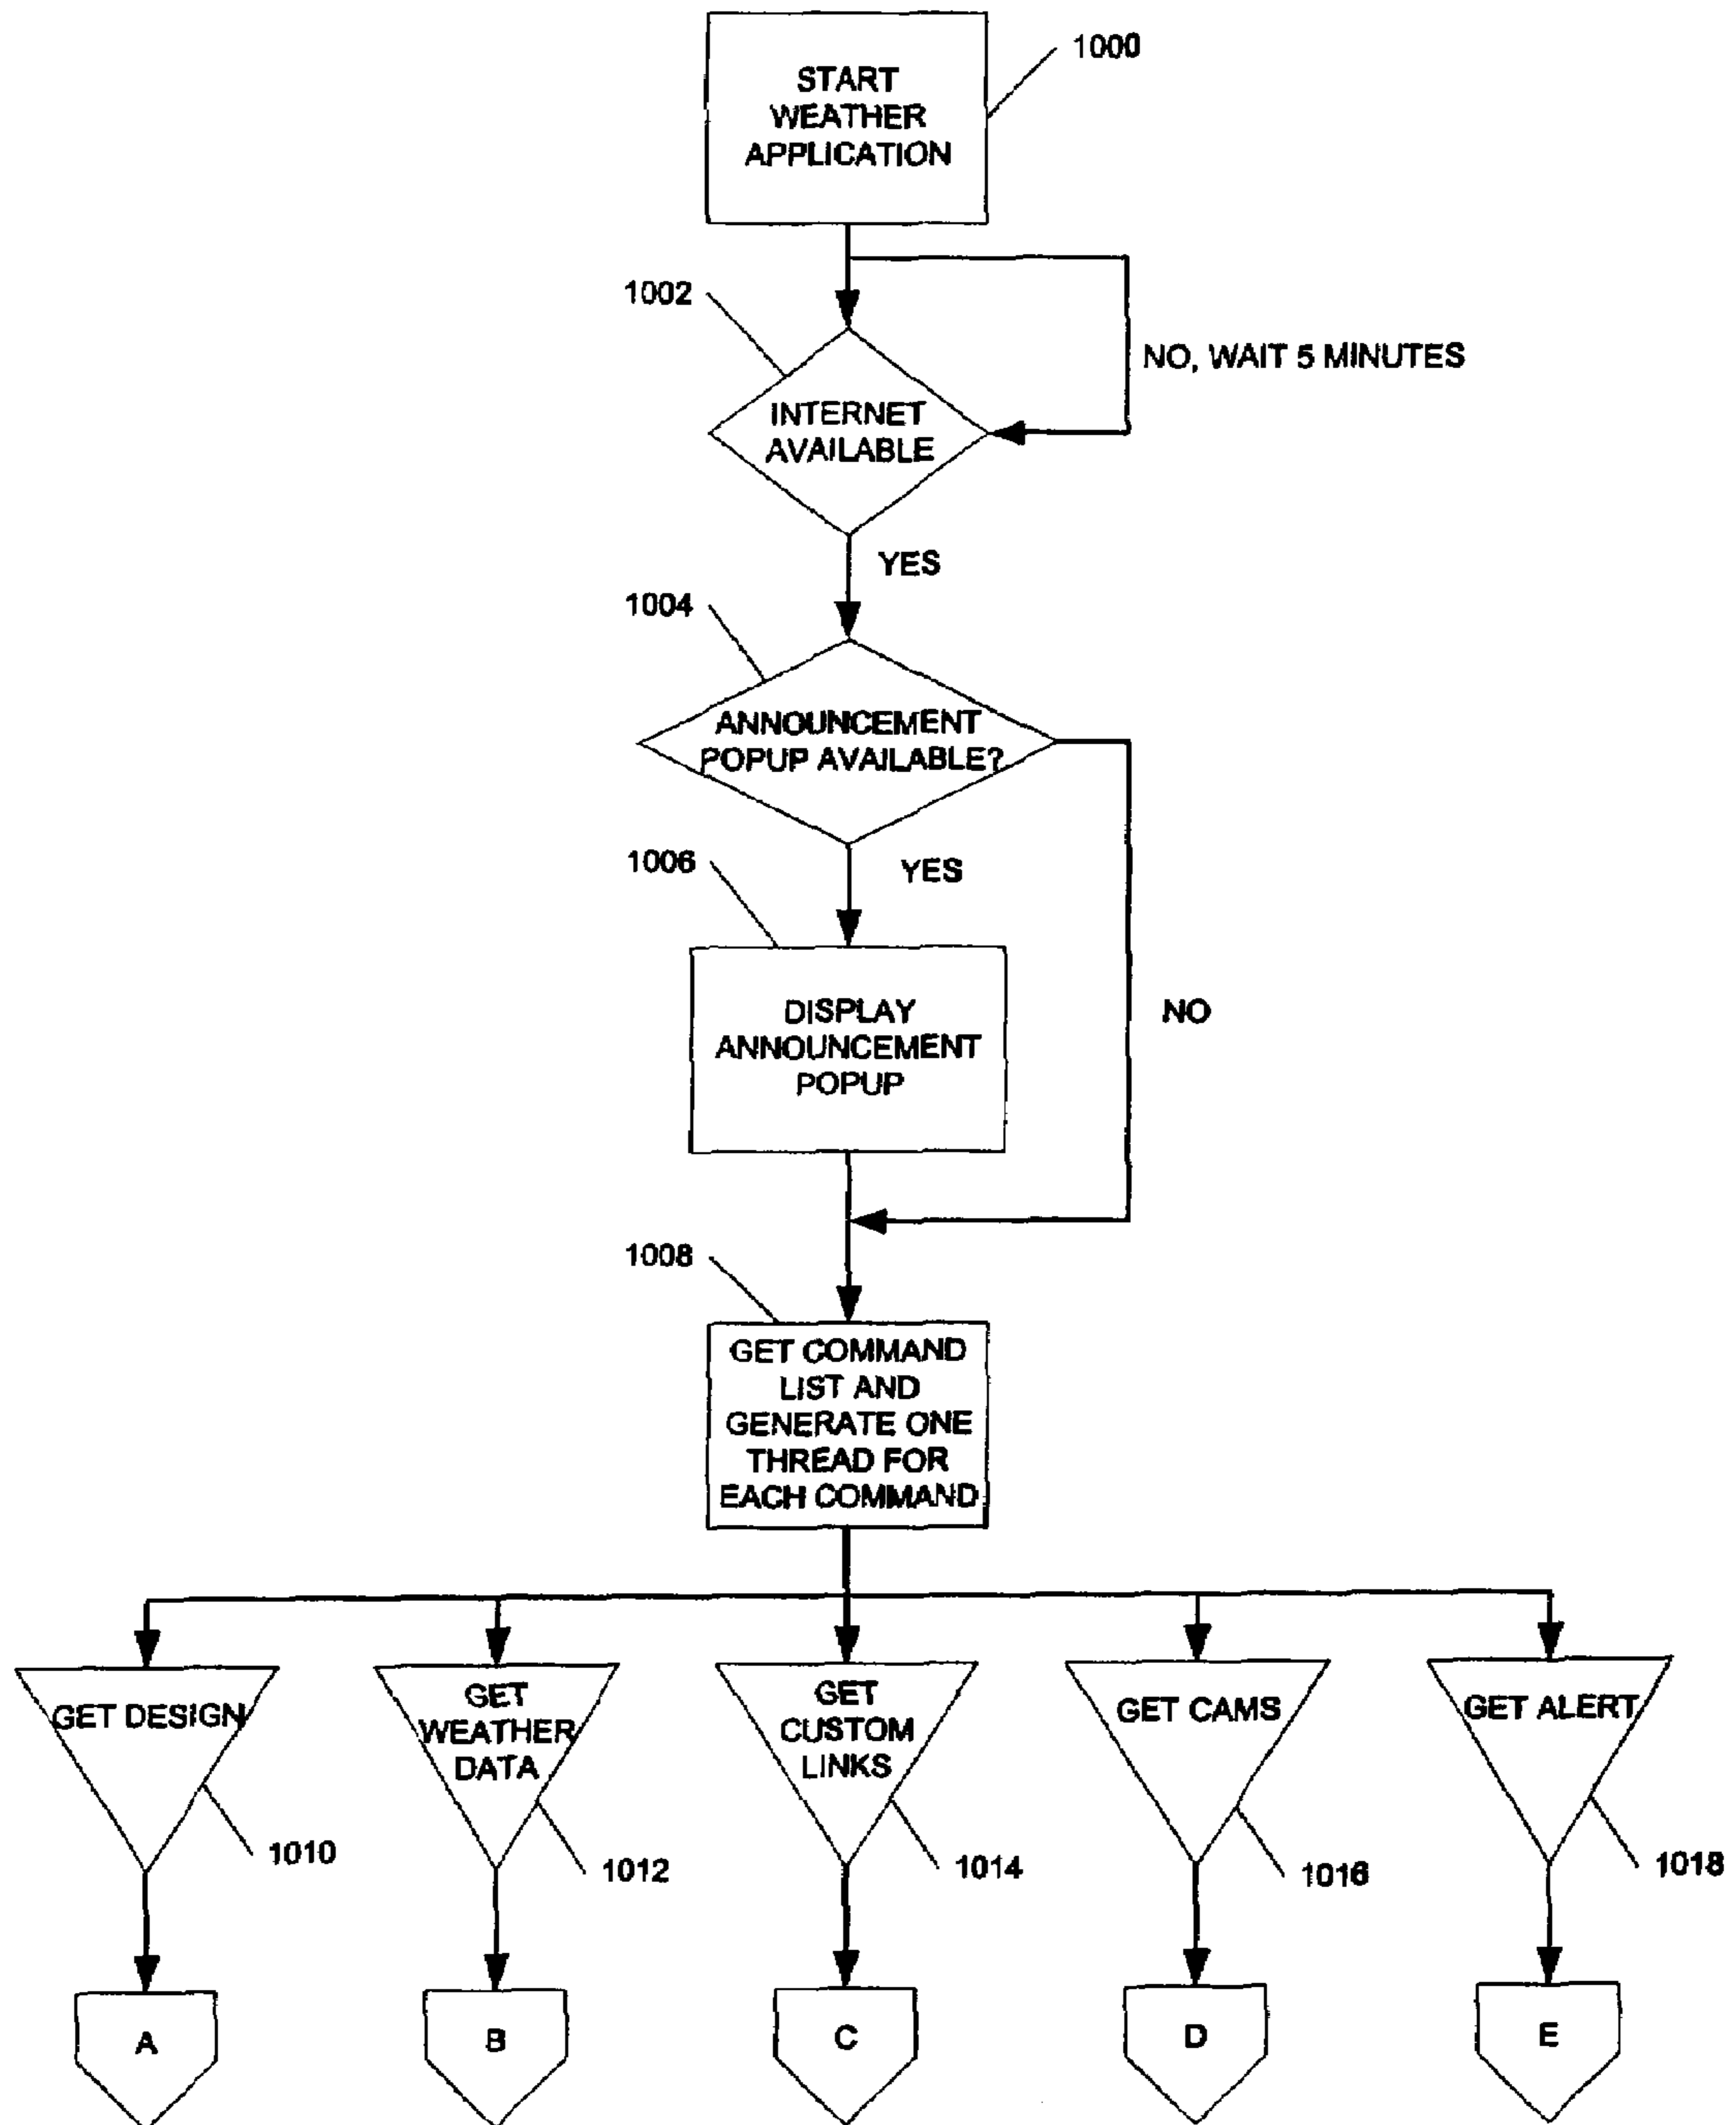 START
WEATHER
APPLICATION
1000
1002
NO, WAIT 5 MINUTES
INTERNET
AVAILABLE
YES
1004
ANNOUNCEMENT
POPUP AVAILABLE?
1006
YES
DISPLAY
ANNOUNCEMENT
POPUP
NO
1008
GET COMMAND
LIST AND
GENERATE ONE
THREAD FOR
EACH COMMAND
GET DESIGN
1010
GET
WEATHER
DATA
1012
GET
CUSTOM
LINKS
1014
GET CAMS
1016
GET ALERT
1018
A
B
C
D
E